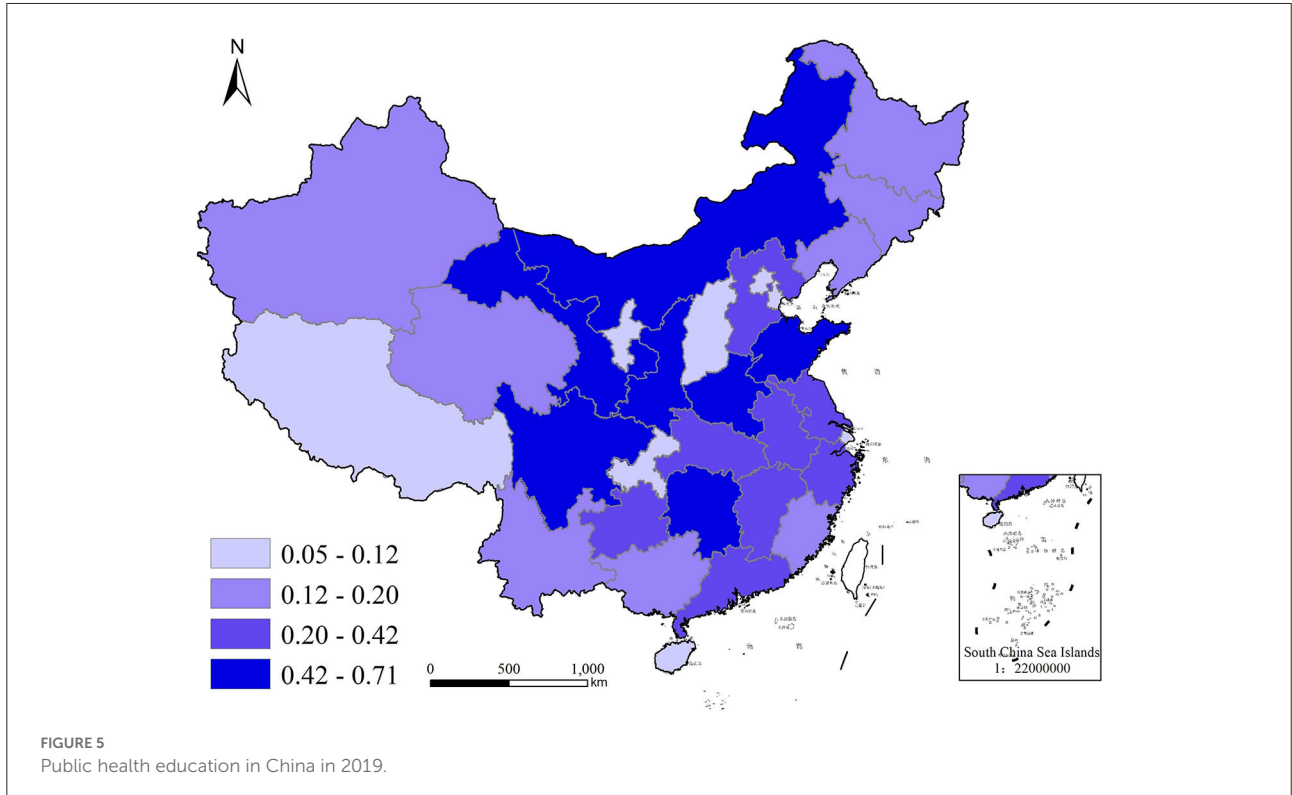 N
0.05 - 0.12
0.12 - 0.20
0.20 - 0.42
0.42 - 0.71
0 500 1,000
km
South China Sea Islands
1: 22000000
FIGURE 5
Public health education in China in 2019.